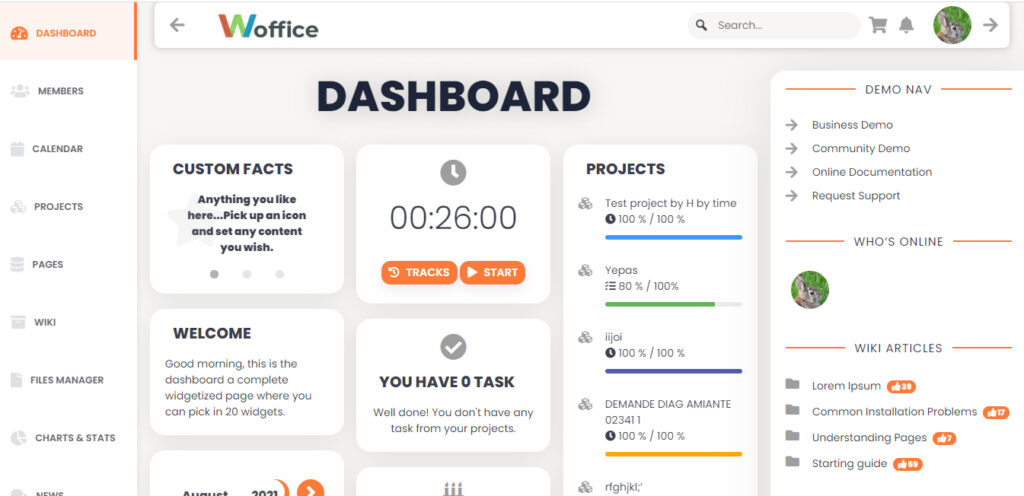 DASHBOARD
MEMBERS
CALENDAR
PROJECTS
PAGES
WIKI
FILES MANAGER
CHARTS & STATS
NEWS
Woffice
Search...
DASHBOARD
CUSTOM FACTS
Anything you like
here...Pick up an icon
and set any content
you wish.
WELCOME
Good morning, this is the
dashboard a complete
widgetized page where you
can pick in 20 widgets.
August 2021
00:26:00
TRACKS START
YOU HAVE 0 TASK
Well done! You don't have any
task from your projects.
PROJECTS
Test project by H by time
100 % / 100 %
Yepas
80 % / 100%
iijoi
100 % / 100 %
DEMANDE DIAG AMIANTE
02341 1
100 % / 100 %
rfghjkl;'
DEMO NAV
Business Demo
Community Demo
Online Documentation
Request Support
WHO'S ONLINE
WIKI ARTICLES
Lorem Ipsum 39
Common Installation Problems 17
Understanding Pages 7
Starting guide 59